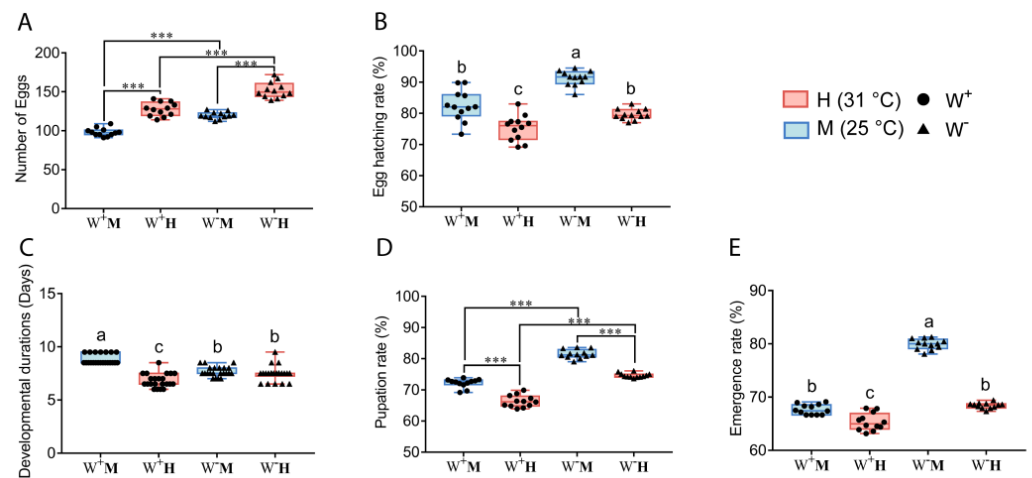 A
Number of Eggs
200
150
100
50
0
***
***
***
***
W⁺M
W⁺H
W⁻M
W⁻H
B
Egg hatching rate (%)
100
90
80
70
60
50
b
c
a
b
W⁺M
W⁺H
W⁻M
W⁻H
H (31 °C)
W⁺
M (25 °C)
W⁻
C
Developmental durations (Days)
15
10
5
0
a
c
b
b
W⁺M
W⁺H
W⁻M
W⁻H
D
Pupation rate (%)
100
90
80
70
60
50
***
***
***
***
W⁺M
W⁺H
W⁻M
W⁻H
E
Emergence rate (%)
90
80
70
60
b
c
a
b
W⁺M
W⁺H
W⁻M
W⁻H